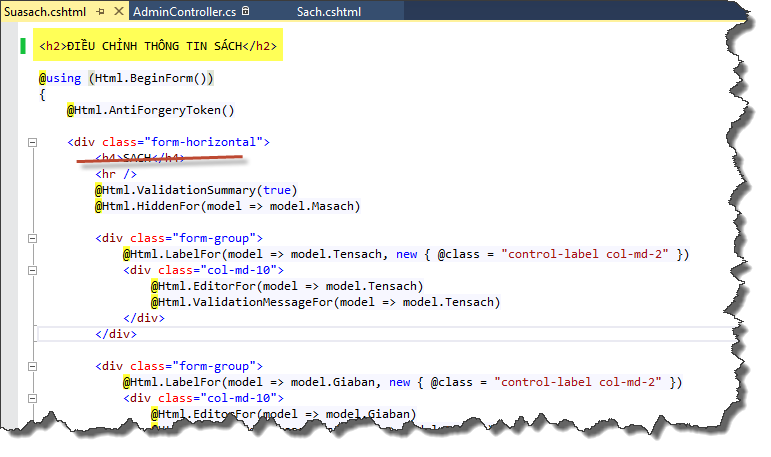 Suasach.cshtml AdminController.cs Sach.cshtml
<h2>ĐIỀU CHỈNH THÔNG TIN SÁCH</h2>
@using (Html.BeginForm())
{
@Html.AntiForgeryToken()
<div class="form-horizontal">
<h4>SACH</h4>
<hr />
@Html.ValidationSummary(true)
@Html.HiddenFor(model => model.Masach)
<div class="form-group">
@Html.LabelFor(model => model.Tensach, new { @class = "control-label col-md-2" })
<div class="col-md-10">
@Html.EditorFor(model => model.Tensach)
@Html.ValidationMessageFor(model => model.Tensach)
</div>
</div>
<div class="form-group">
@Html.LabelFor(model => model.Giaban, new { @class = "control-label col-md-2" })
<div class="col-md-10">
@Html.EditorFor(model => model.Giaban)